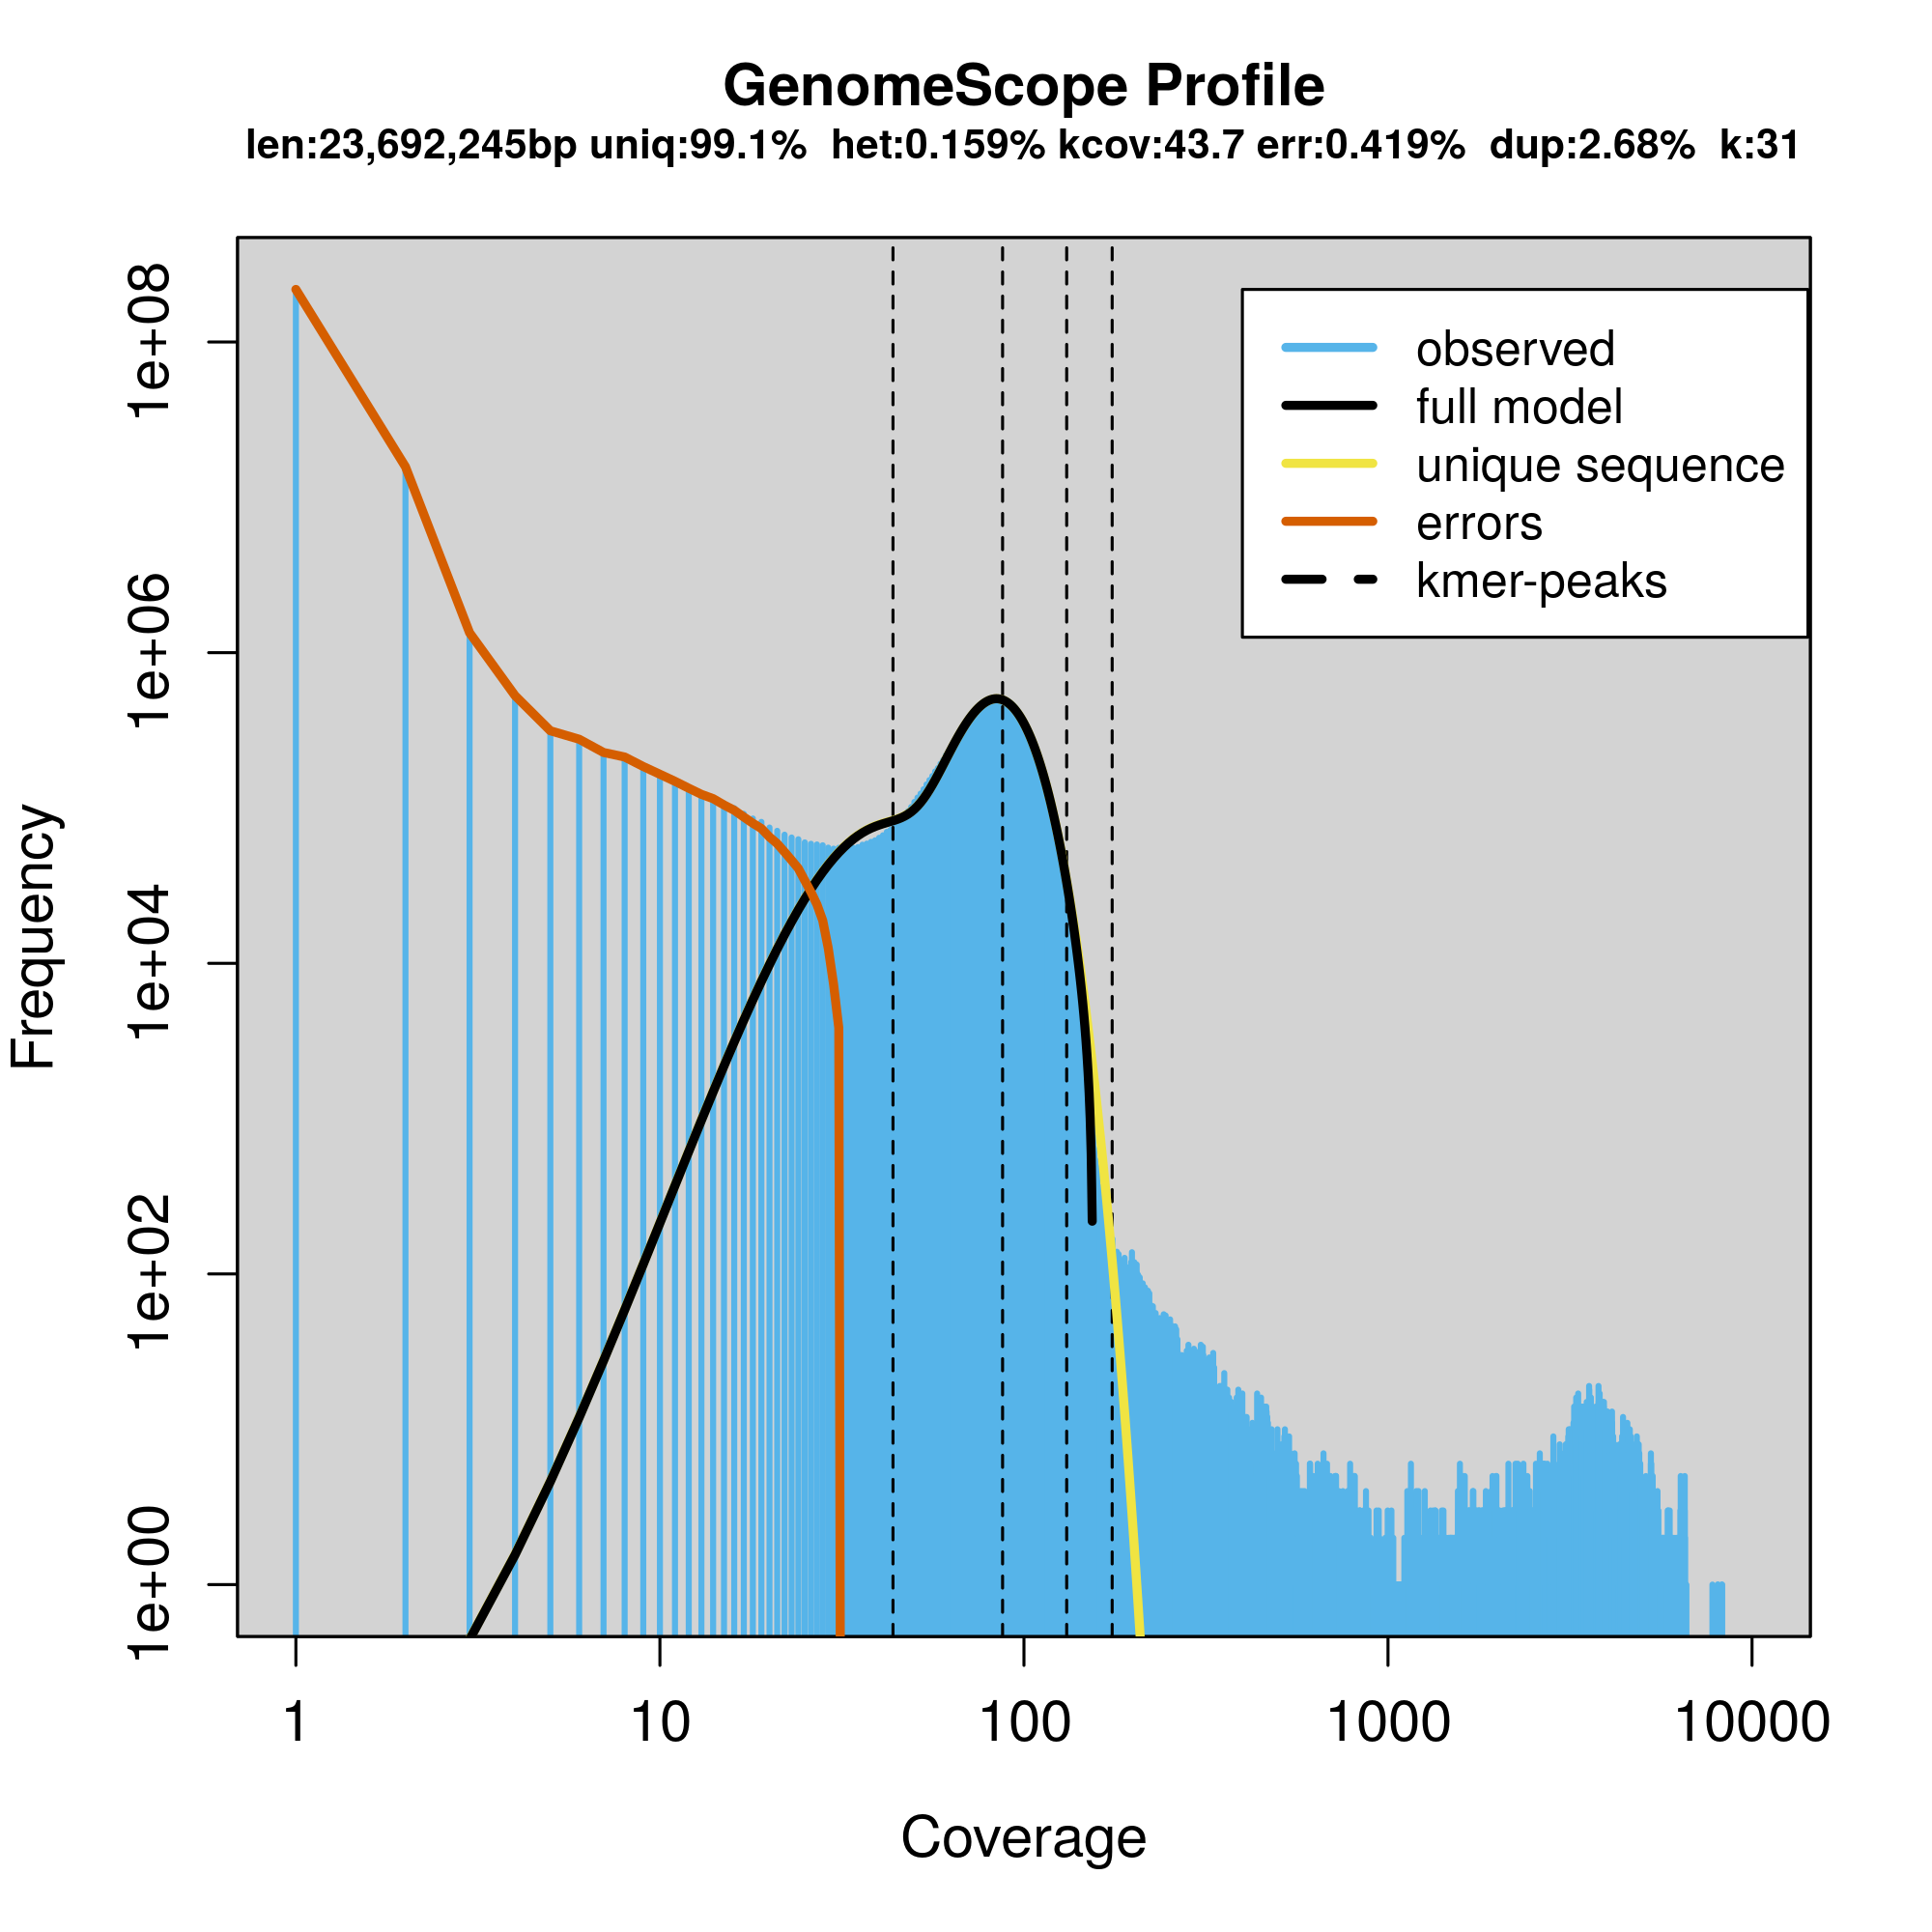 GenomeScope Profile
len:23,692,245bp uniq:99.1% het:0.159% kcov:43.7 err:0.419% dup:2.68% k:31
observed
full model
unique sequence
errors
kmer-peaks
Frequency
1e+08
1e+06
1e+04
1e+02
1e+00
1 10 100 1000 10000
Coverage